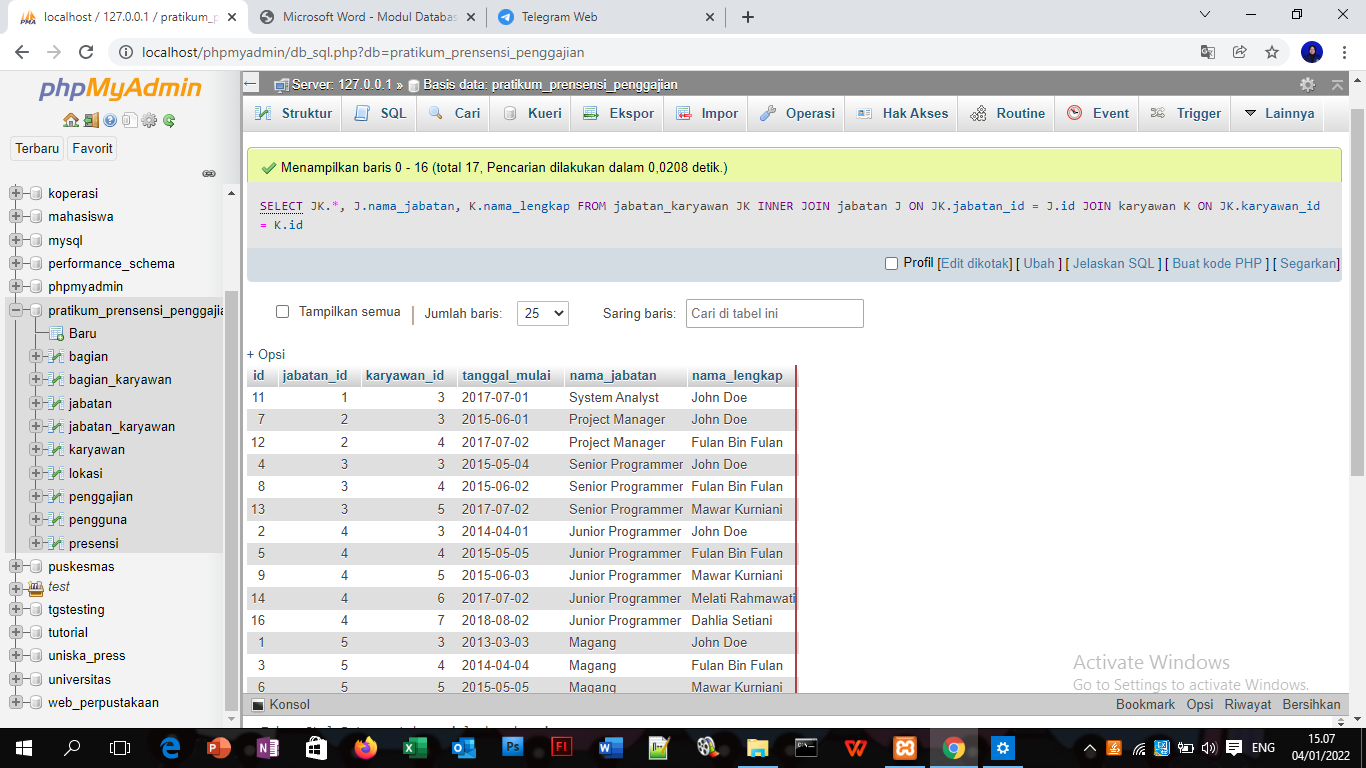 localhost / 127.0.0.1 / pratikum_p
Microsoft Word - Modul Databas
Telegram Web
localhost/phpmyadmin/db_sql.php?db=pratikum_prensensi_penggajian
phpMyAdmin
Terbaru Favorit
koperasi
mahasiswa
mysql
performance_schema
phpmyadmin
pratikum_prensensi_penggajia
Baru
bagian
bagian_karyawan
jabatan
jabatan_karyawan
karyawan
lokasi
penggajian
pengguna
presensi
puskesmas
test
tgstesting
tutorial
uniska_press
universitas
web_perpustakaan
Server: 127.0.0.1 » Basis data: pratikum_prensensi_penggajian
Struktur SQL Cari Kueri Ekspor Impor Operasi Hak Akses Routine Event Trigger Lainnya
Menampilkan baris 0 - 16 (total 17, Pencarian dilakukan dalam 0,0208 detik.)
SELECT JK.*, J.nama_jabatan, K.nama_lengkap FROM jabatan_karyawan JK INNER JOIN jabatan J ON JK.jabatan_id = J.id JOIN karyawan K ON JK.karyawan_id
= K.id
Profil [Edit dikotak] [ Ubah ] [ Jelaskan SQL ] [ Buat kode PHP ] [ Segarkan]
Tampilkan semua Jumlah baris: 25 Saring baris: Cari di tabel ini
+ Opsi
id jabatan_id karyawan_id tanggal_mulai nama_jabatan nama_lengkap
11 1 3 2017-07-01 System Analyst John Doe
7 2 3 2015-06-01 Project Manager John Doe
12 2 4 2017-07-02 Project Manager Fulan Bin Fulan
4 3 3 2015-05-04 Senior Programmer John Doe
8 3 4 2015-06-02 Senior Programmer Fulan Bin Fulan
13 3 5 2017-07-02 Senior Programmer Mawar Kurniani
2 4 3 2014-04-01 Junior Programmer John Doe
5 4 4 2015-05-05 Junior Programmer Fulan Bin Fulan
9 4 5 2015-06-03 Junior Programmer Mawar Kurniani
14 4 6 2017-07-02 Junior Programmer Melati Rahmawati
16 4 7 2018-08-02 Junior Programmer Dahlia Setiani
1 5 3 2013-03-03 Magang John Doe
3 5 4 2014-04-04 Magang Fulan Bin Fulan
6 5 5 2015-05-05 Magang Mawar Kurniani
Activate Windows
Go to Settings to activate Windows.
Konsol Bookmark Opsi Riwayat Bersihkan
ENG
15.07
04/01/2022